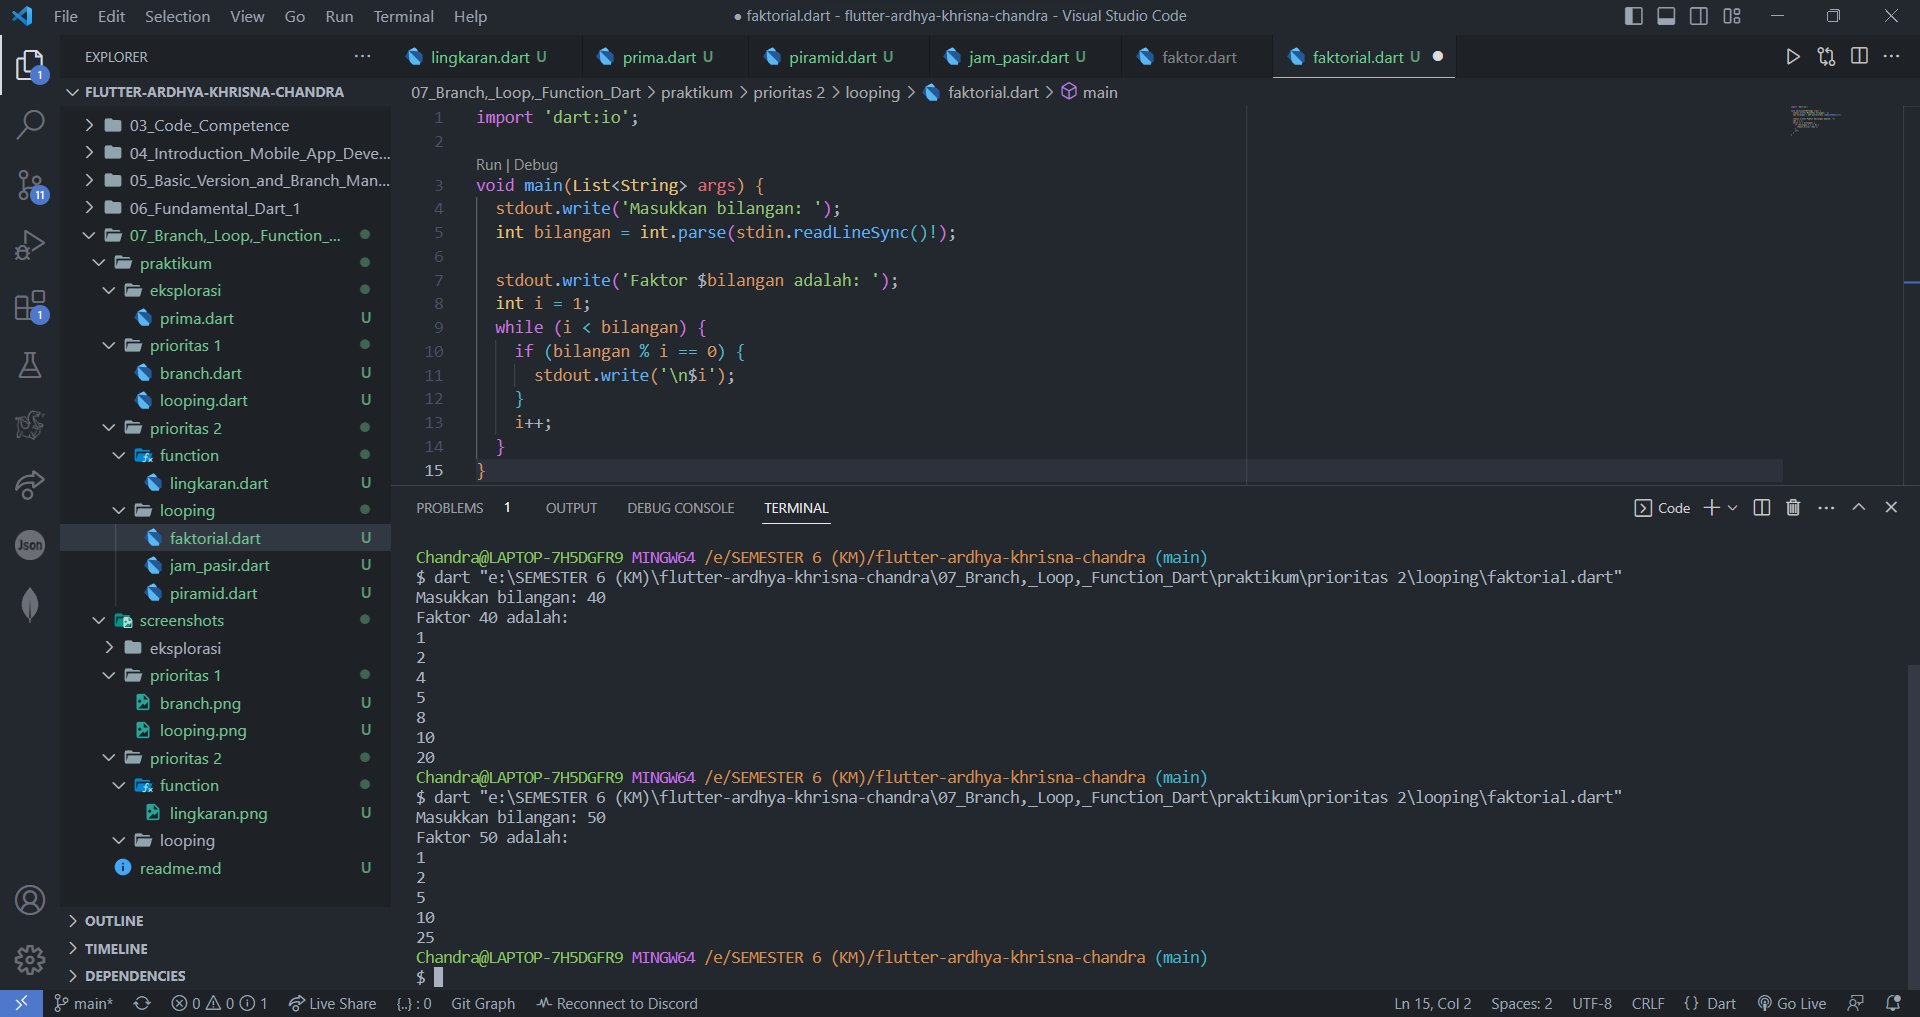 File Edit Selection View Go Run Terminal Help
● faktorial.dart - flutter-ardhya-khrisna-chandra - Visual Studio Code
EXPLORER
FLUTTER-ARDHYA-KHRISNA-CHANDRA
03_Code_Competence
04_Introduction_Mobile_App_Deve...
05_Basic_Version_and_Branch_Man...
06_Fundamental_Dart_1
07_Branch,_Loop,_Function_...
praktikum
eksplorasi
prima.dart U
prioritas 1
branch.dart U
looping.dart U
prioritas 2
function
lingkaran.dart U
looping
faktorial.dart U
jam_pasir.dart U
piramid.dart U
screenshots
eksplorasi
prioritas 1
branch.png U
looping.png U
prioritas 2
function
lingkaran.png U
looping
readme.md U
OUTLINE
TIMELINE
DEPENDENCIES
1
11
1
Json
lingkaran.dart U prima.dart U piramid.dart U jam_pasir.dart U faktor.dart faktorial.dart U ●
07_Branch,_Loop,_Function_Dart > praktikum > prioritas 2 > looping > faktorial.dart > main
1 import 'dart:io';
2
Run | Debug
3 void main(List<String> args) {
4 stdout.write('Masukkan bilangan: ');
5 int bilangan = int.parse(stdin.readLineSync()!);
6
7 stdout.write('Faktor $bilangan adalah: ');
8 int i = 1;
9 while (i < bilangan) {
10 if (bilangan % i == 0) {
11 stdout.write('\n$i');
12 }
13 i++;
14 }
15 }
PROBLEMS 1 OUTPUT DEBUG CONSOLE TERMINAL Code
Chandra@LAPTOP-7H5DGFR9 MINGW64 /e/SEMESTER 6 (KM)/flutter-ardhya-khrisna-chandra (main)
$ dart "e:\SEMESTER 6 (KM)\flutter-ardhya-khrisna-chandra\07_Branch,_Loop,_Function_Dart\praktikum\prioritas 2\looping\faktorial.dart"
Masukkan bilangan: 40
Faktor 40 adalah:
1
2
4
5
8
10
20
Chandra@LAPTOP-7H5DGFR9 MINGW64 /e/SEMESTER 6 (KM)/flutter-ardhya-khrisna-chandra (main)
$ dart "e:\SEMESTER 6 (KM)\flutter-ardhya-khrisna-chandra\07_Branch,_Loop,_Function_Dart\praktikum\prioritas 2\looping\faktorial.dart"
Masukkan bilangan: 50
Faktor 50 adalah:
1
2
5
10
25
Chandra@LAPTOP-7H5DGFR9 MINGW64 /e/SEMESTER 6 (KM)/flutter-ardhya-khrisna-chandra (main)
$
main* 0 0 1 Live Share {..} : 0 Git Graph Reconnect to Discord Ln 15, Col 2 Spaces: 2 UTF-8 CRLF {} Dart Go Live